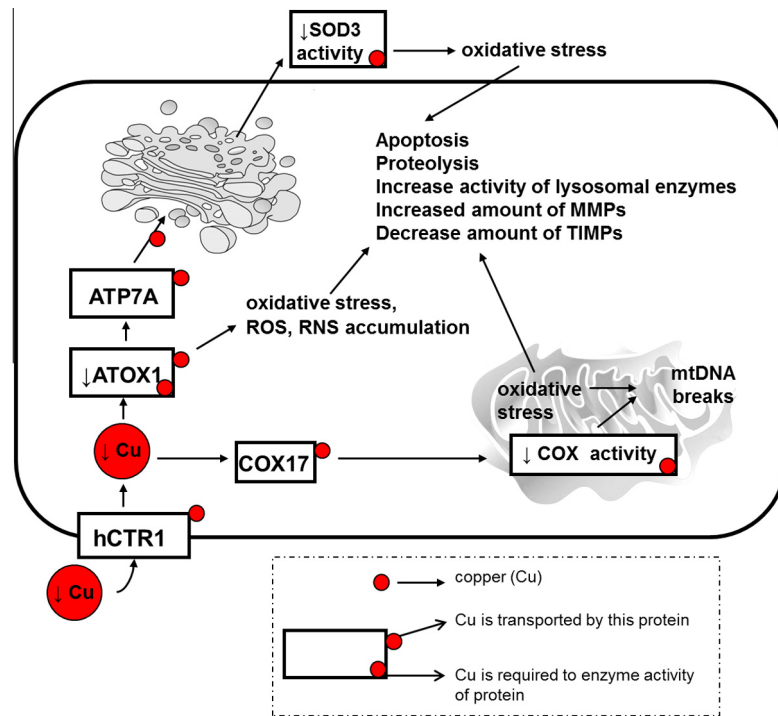 ↓SOD3
activity
oxidative stress
Apoptosis
Proteolysis
Increase activity of lysosomal enzymes
Increased amount of MMPs
Decrease amount of TIMPs
ATP7A
oxidative stress,
ROS, RNS accumulation
↓ATOX1
mtDNA
breaks
oxidative
stress
↓ Cu
COX17
↓ COX activity
hCTR1
↓ Cu
copper (Cu)
Cu is transported by this protein
Cu is required to enzyme activity
of protein